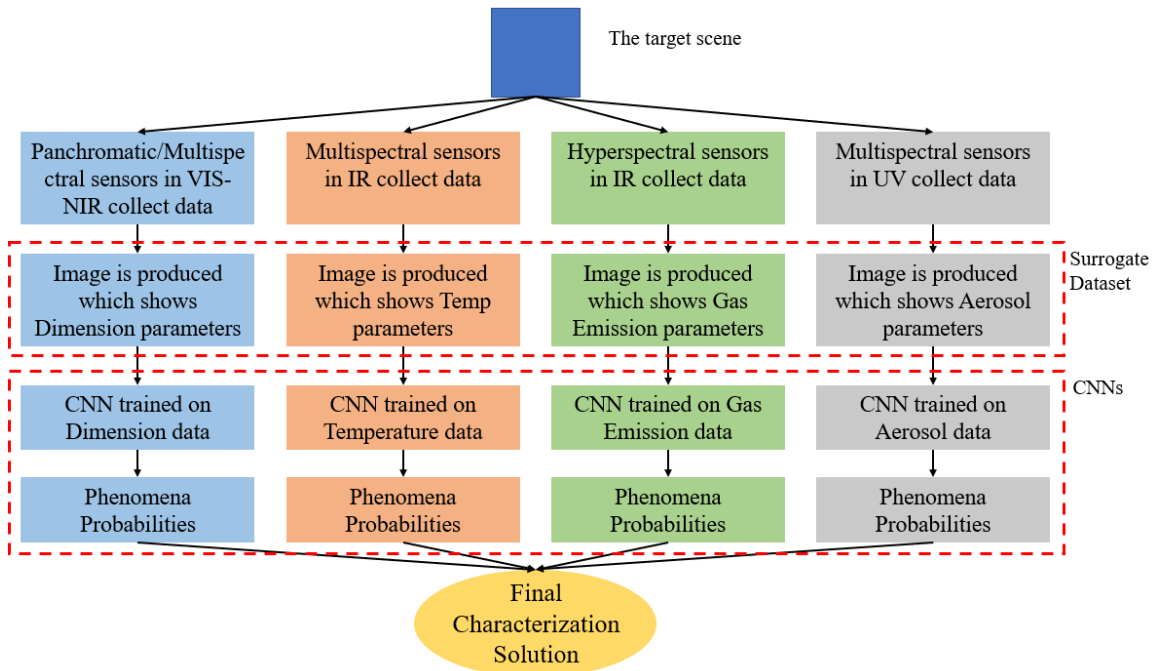 The target scene
Panchromatic/Multispe
ctral sensors in VIS-
NIR collect data
Multispectral sensors
in IR collect data
Hyperspectral sensors
in IR collect data
Multispectral sensors
in UV collect data
Image is produced
which shows
Dimension parameters
Image is produced
which shows Temp
parameters
Image is produced
which shows Gas
Emission parameters
Image is produced
which shows Aerosol
parameters
Surrogate
Dataset
CNN trained on
Dimension data
CNN trained on
Temperature data
CNN trained on Gas
Emission data
CNN trained on
Aerosol data
CNNs
Phenomena
Probabilities
Phenomena
Probabilities
Phenomena
Probabilities
Phenomena
Probabilities
Final
Characterization
Solution